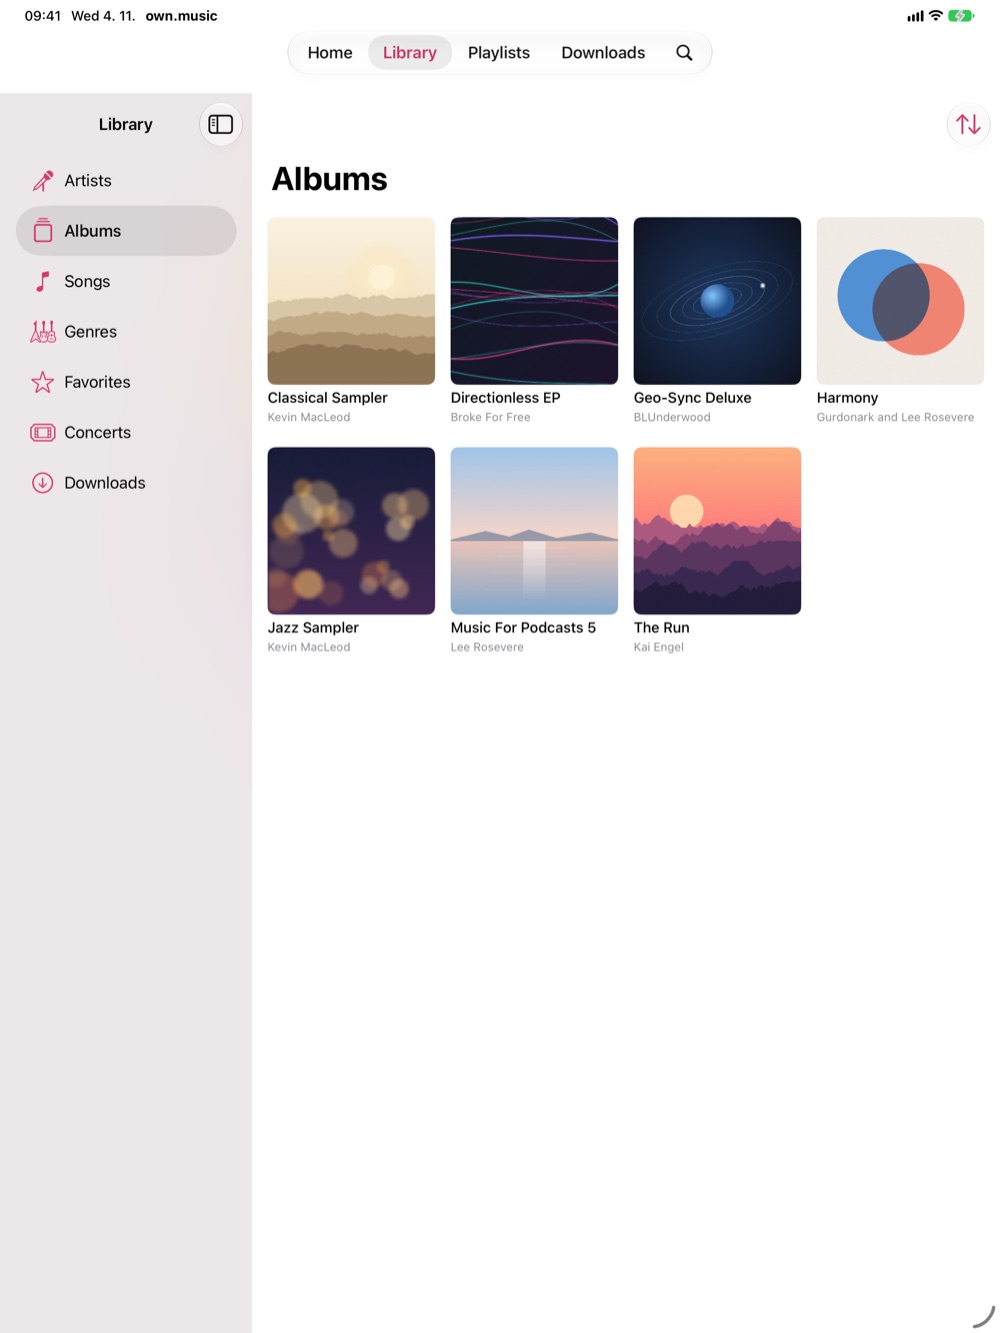 09:41 Wed 4. 11. own.music
Home Library Playlists Downloads
Library
Artists
Albums
Songs
Genres
Favorites
Concerts
Downloads
Albums
Classical Sampler
Kevin MacLeod
Directionless EP
Broke For Free
Geo-Sync Deluxe
BLUnderwood
Harmony
Gurdonark and Lee Rosevere
Jazz Sampler
Kevin MacLeod
Music For Podcasts 5
Lee Rosevere
The Run
Kai Engel